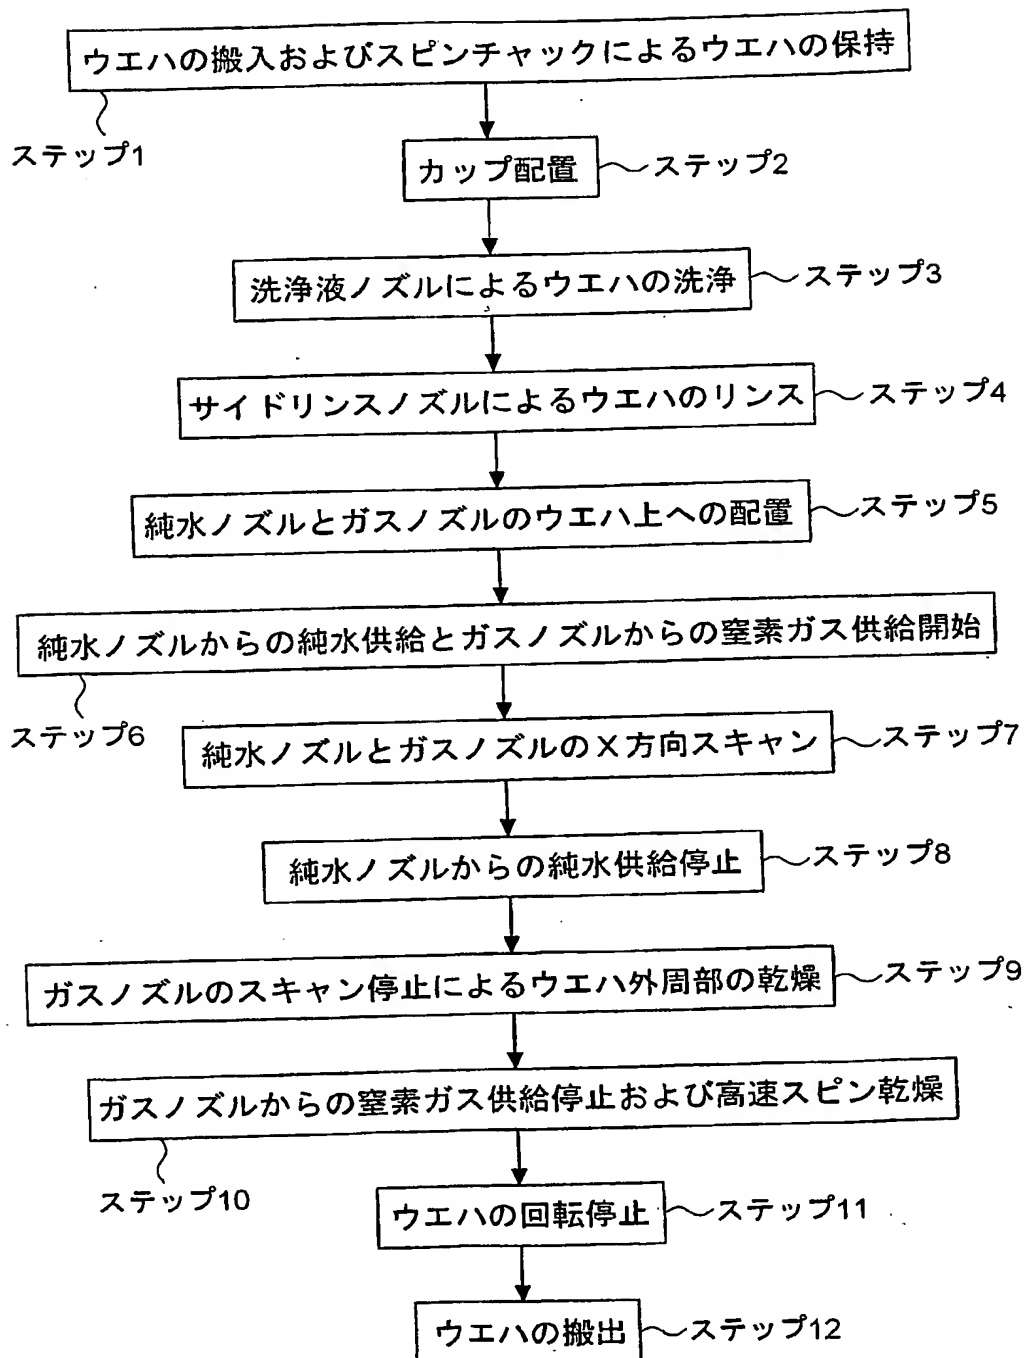 ウエハの搬入およびスピンチャックによるウエハの保持
ステップ1
カップ配置
ステップ2
洗浄液ノズルによるウエハの洗浄
ステップ3
サイドリンスノズルによるウエハのリンス
ステップ4
純水ノズルとガスノズルのウエハ上への配置
ステップ5
純水ノズルからの純水供給とガスノズルからの窒素ガス供給開始
ステップ6
純水ノズルとガスノズルのX方向スキャン
ステップ7
純水ノズルからの純水供給停止
ステップ8
ガスノズルのスキャン停止によるウエハ外周部の乾燥
ステップ9
ガスノズルからの窒素ガス供給停止および高速スピン乾燥
ステップ10
ウエハの回転停止
ステップ11
ウエハの搬出
ステップ12